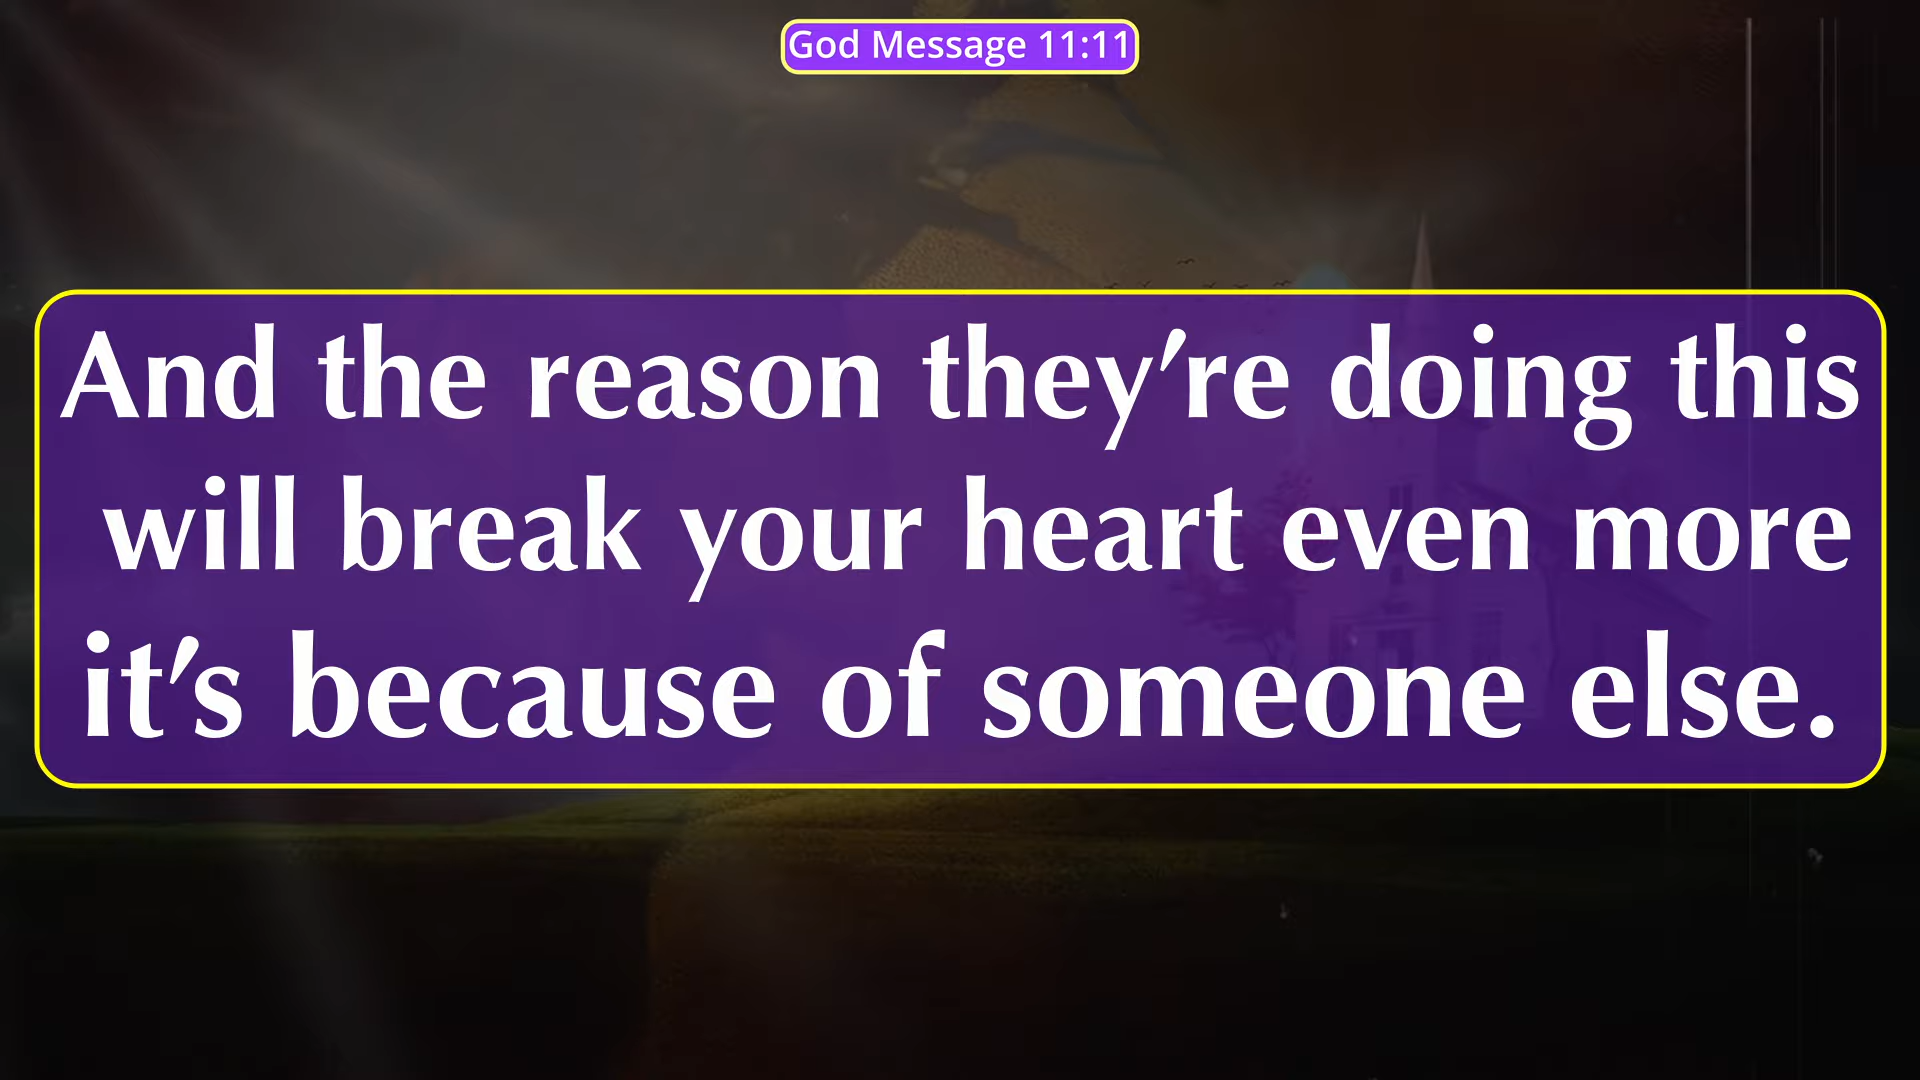 God Message 11:11
And the reason they’re doing this
will break your heart even more
it’s because of someone else.